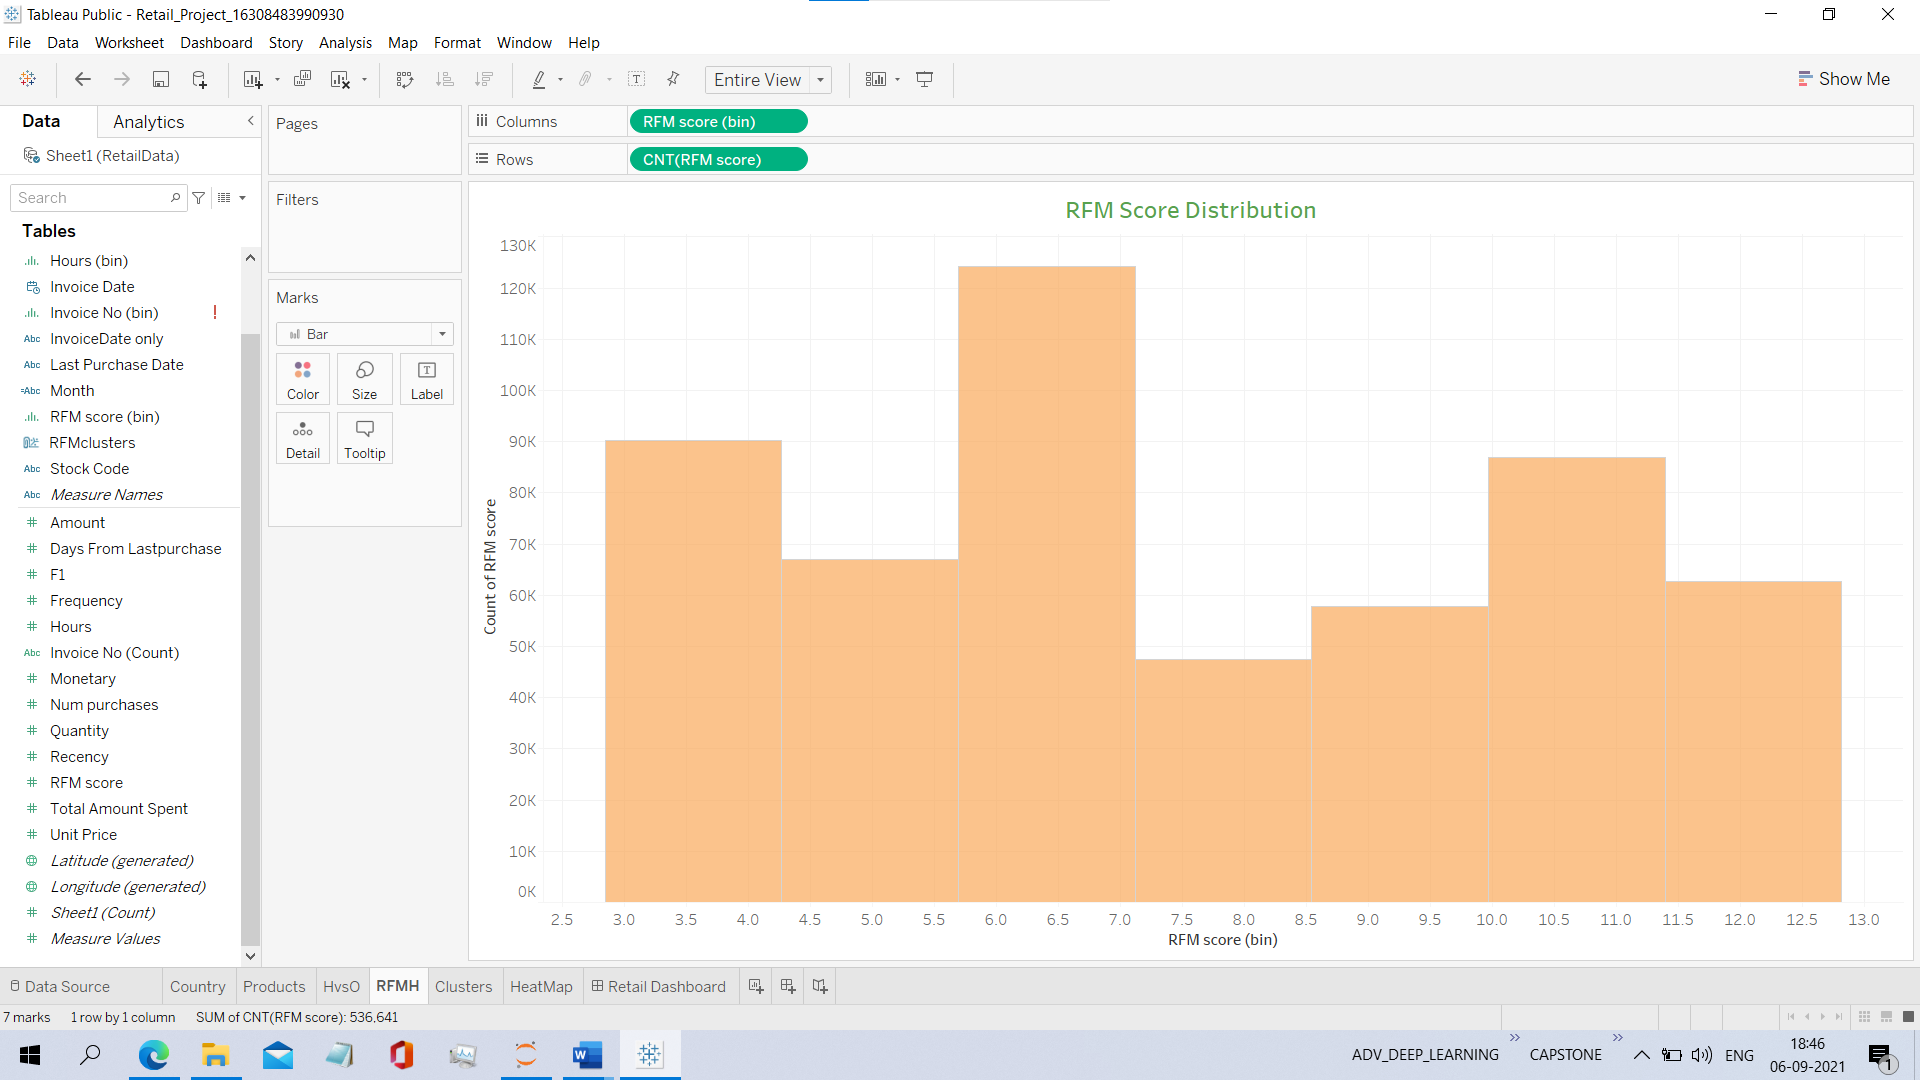 Tableau Public - Retail_Project_16308483990930
File Data Worksheet Dashboard Story Analysis Map Format Window Help
Entire View
Show Me
Data Analytics
Sheet1 (RetailData)
Search
Tables
Hours (bin)
Invoice Date
Invoice No (bin) !
Abc InvoiceDate only
Abc Last Purchase Date
=Abc Month
RFM score (bin)
RFMclusters
Abc Stock Code
Abc Measure Names
# Amount
# Days From Lastpurchase
# F1
# Frequency
# Hours
Abc Invoice No (Count)
# Monetary
# Num purchases
# Quantity
# Recency
# RFM score
# Total Amount Spent
# Unit Price
Latitude (generated)
Longitude (generated)
# Sheet1 (Count)
# Measure Values
Pages
Filters
Marks
Bar
Color Size Label
Detail Tooltip
Columns RFM score (bin)
Rows CNT(RFM score)
RFM Score Distribution
130K
120K
110K
100K
90K
80K
70K
60K
50K
40K
30K
20K
10K
0K
Count of RFM score
2.5 3.0 3.5 4.0 4.5 5.0 5.5 6.0 6.5 7.0 7.5 8.0 8.5 9.0 9.5 10.0 10.5 11.0 11.5 12.0 12.5 13.0
RFM score (bin)
Data Source Country Products HvsO RFMH Clusters HeatMap Retail Dashboard
7 marks 1 row by 1 column SUM of CNT(RFM score): 536,641
ADV_DEEP_LEARNING CAPSTONE ENG 18:46
06-09-2021
1